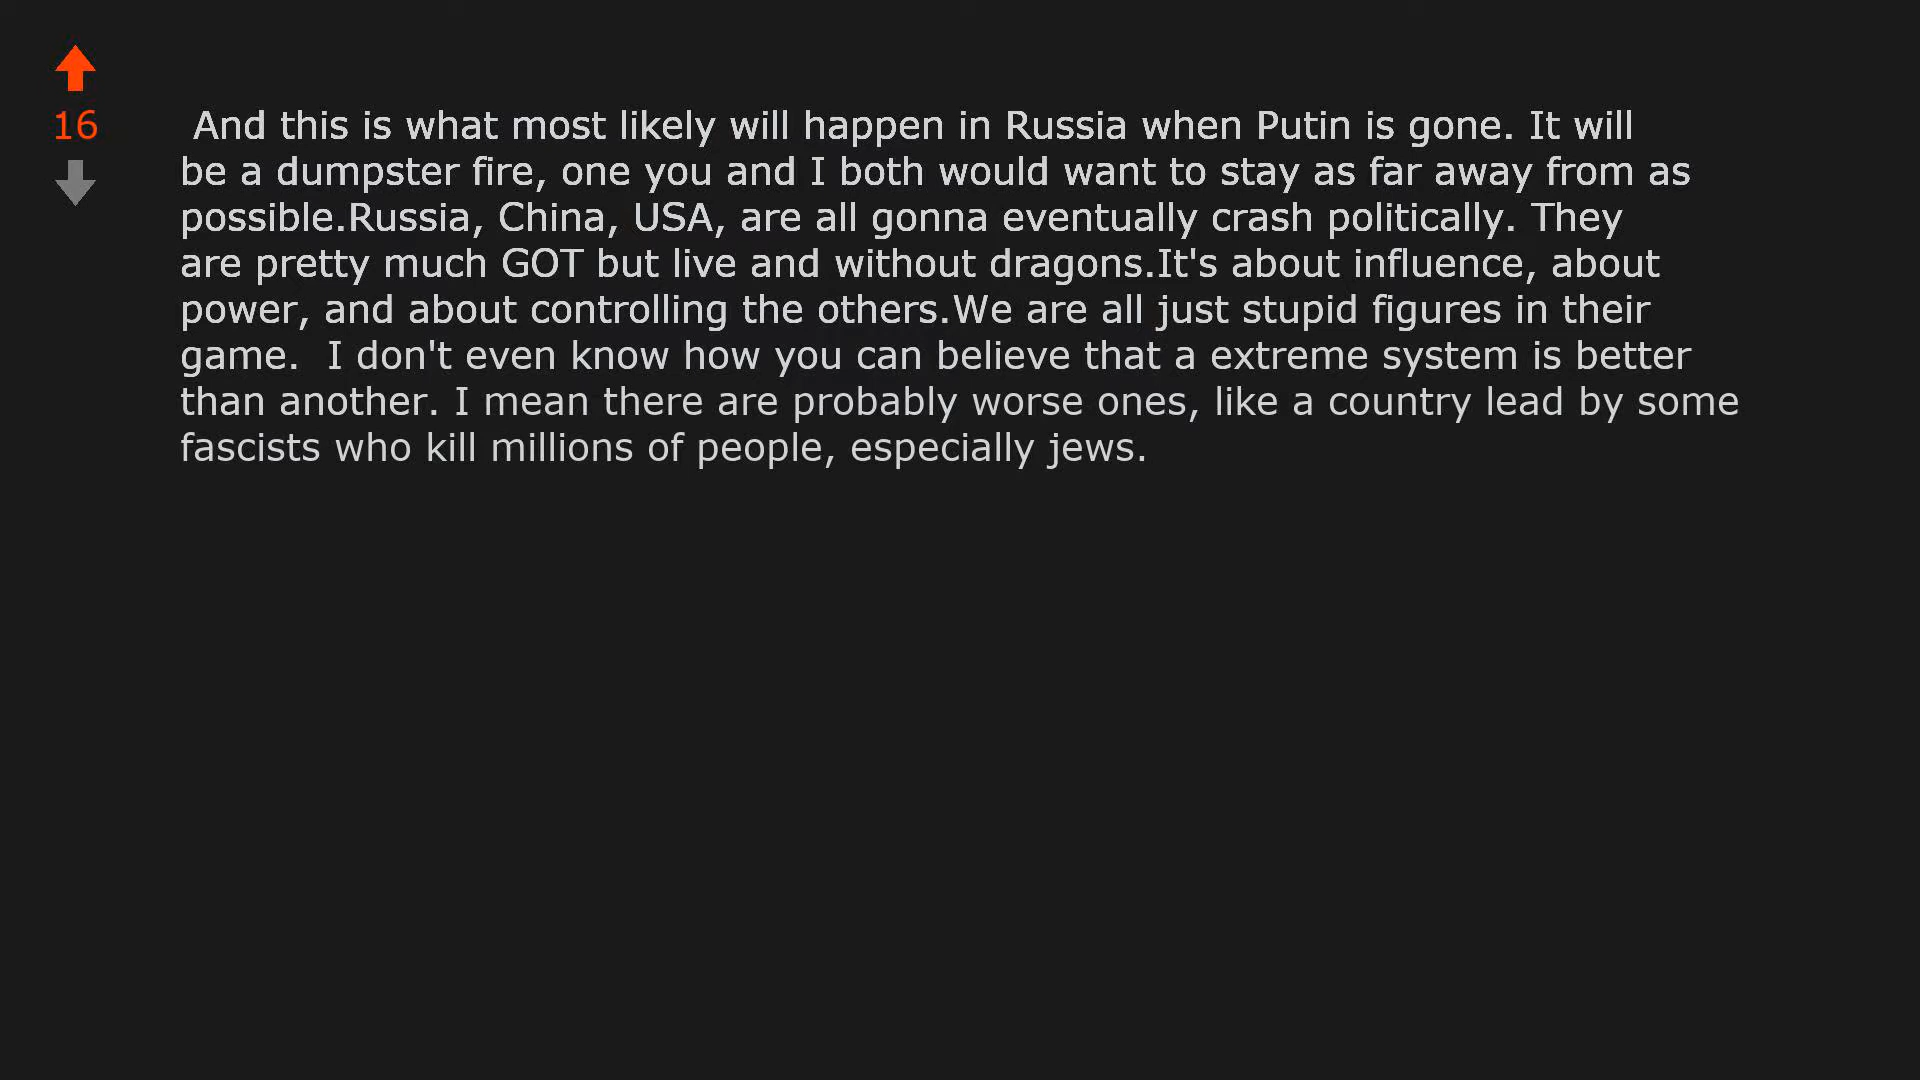 16
And this is what most likely will happen in Russia when Putin is gone. It will
be a dumpster fire, one you and I both would want to stay as far away from as
possible.Russia, China, USA, are all gonna eventually crash politically. They
are pretty much GOT but live and without dragons.It's about influence, about
power, and about controlling the others.We are all just stupid figures in their
game.  I don't even know how you can believe that a extreme system is better
than another. I mean there are probably worse ones, like a country lead by some
fascists who kill millions of people, especially jews.